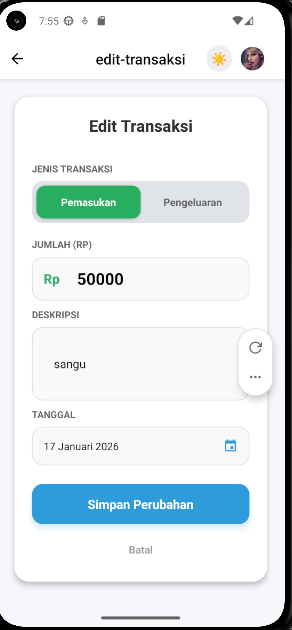 7:55
edit-transaksi
Edit Transaksi
JENIS TRANSAKSI
Pemasukan
Pengeluaran
JUMLAH (RP)
Rp 50000
DESKRIPSI
sangu
TANGGAL
17 Januari 2026
Simpan Perubahan
Batal